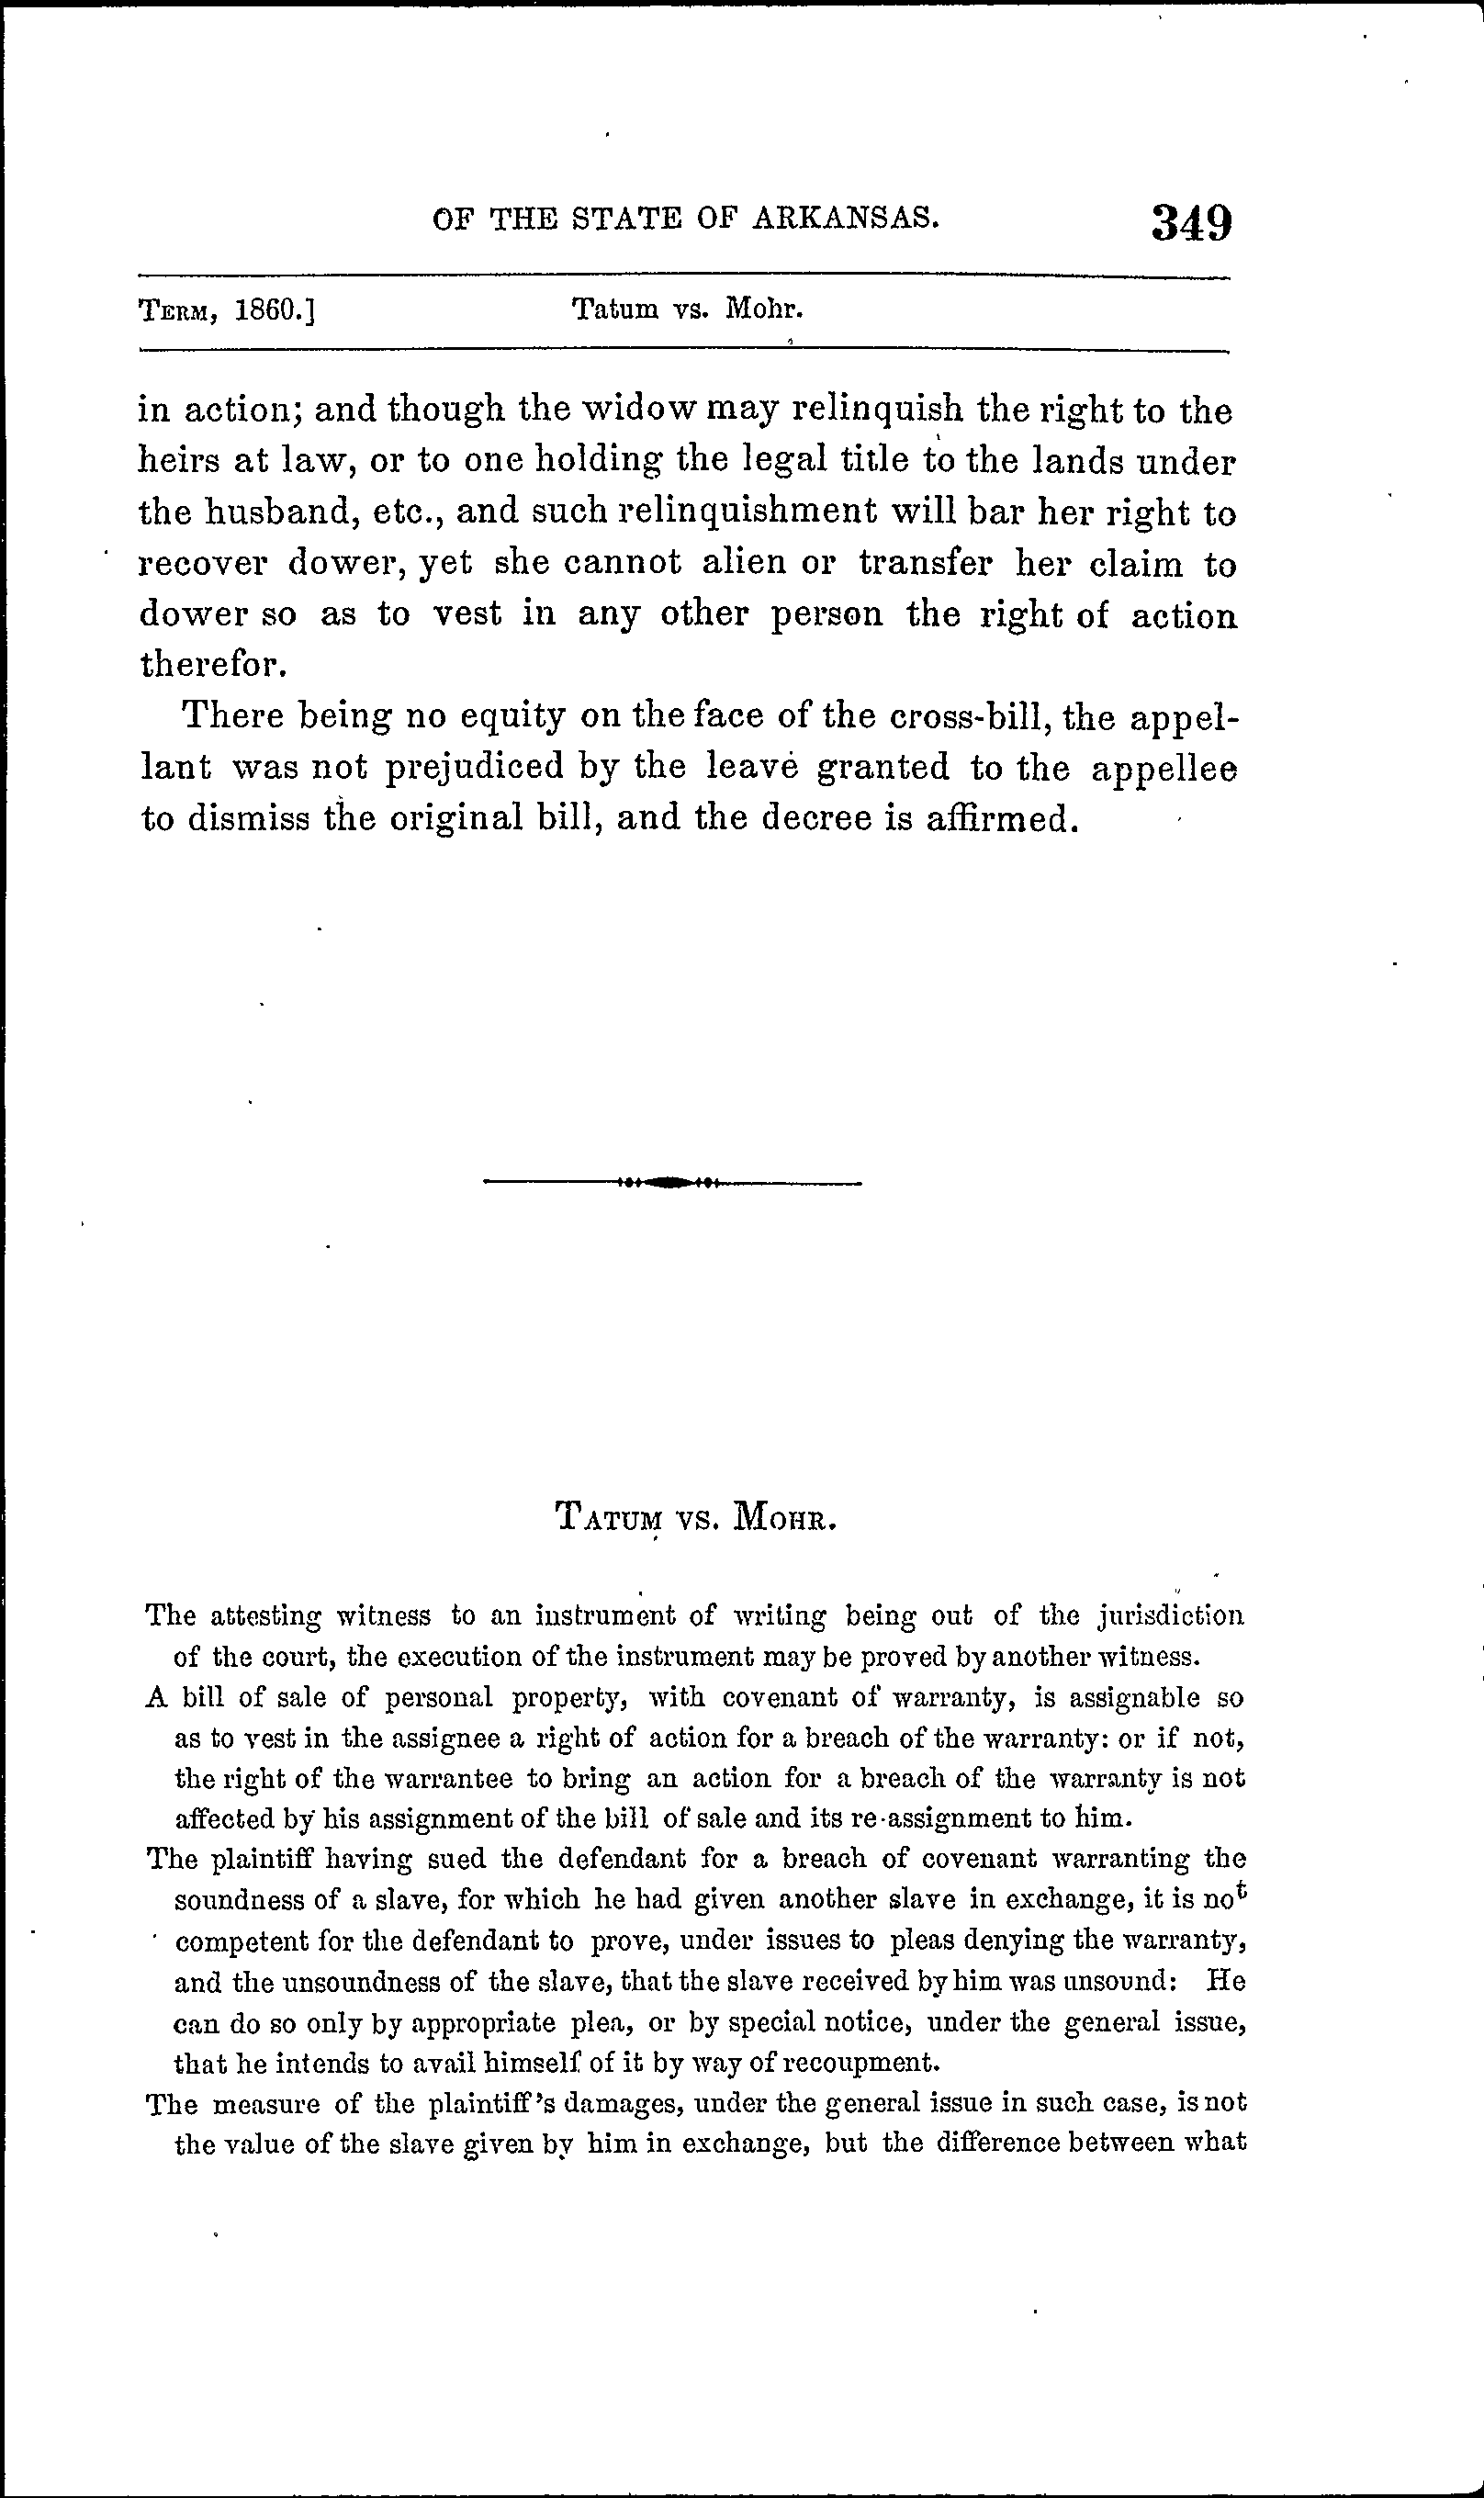 OF THE STATE OF ARKANSAS. 349
TERM, 1860.] Tatum vs. Mohr.
in action; and though the widow may relinquish the right to the
heirs at law, or to one holding the legal title to the lands under
the husband, etc., and such relinquishment will bar her right to
recover dower, yet she cannot alien or transfer her claim to
dower so as to vest in any other person the right of action
therefor.
There being no equity on the face of the cross-bill, the appel-
lant was not prejudiced by the leave granted to the appellee
to dismiss the original bill, and the decree is affirmed.
TATUM VS. MOHR.
The attesting witness to an instrument of writing being out of the jurisdiction
of the court, the execution of the instrument may be proved by another witness.
A bill of sale of personal property, with covenant of warranty, is assignable so
as to vest in the assignee a right of action for a breach of the warranty: or if not,
the right of the warrantee to bring an action for a breach of the warranty is not
affected by his assignment of the bill of sale and its re-assignment to him.
The plaintiff having sued the defendant for a breach of covenant warranting the
soundness of a slave, for which he had given another slave in exchange, it is not
competent for the defendant to prove, under issues to pleas denying the warranty,
and the unsoundness of the slave, that the slave received by him was unsound: He
can do so only by appropriate plea, or by special notice, under the general issue,
that he intends to avail himself of it by way of recoupment.
The measure of the plaintiff's damages, under the general issue in such case, is not
the value of the slave given by him in exchange, but the difference between what